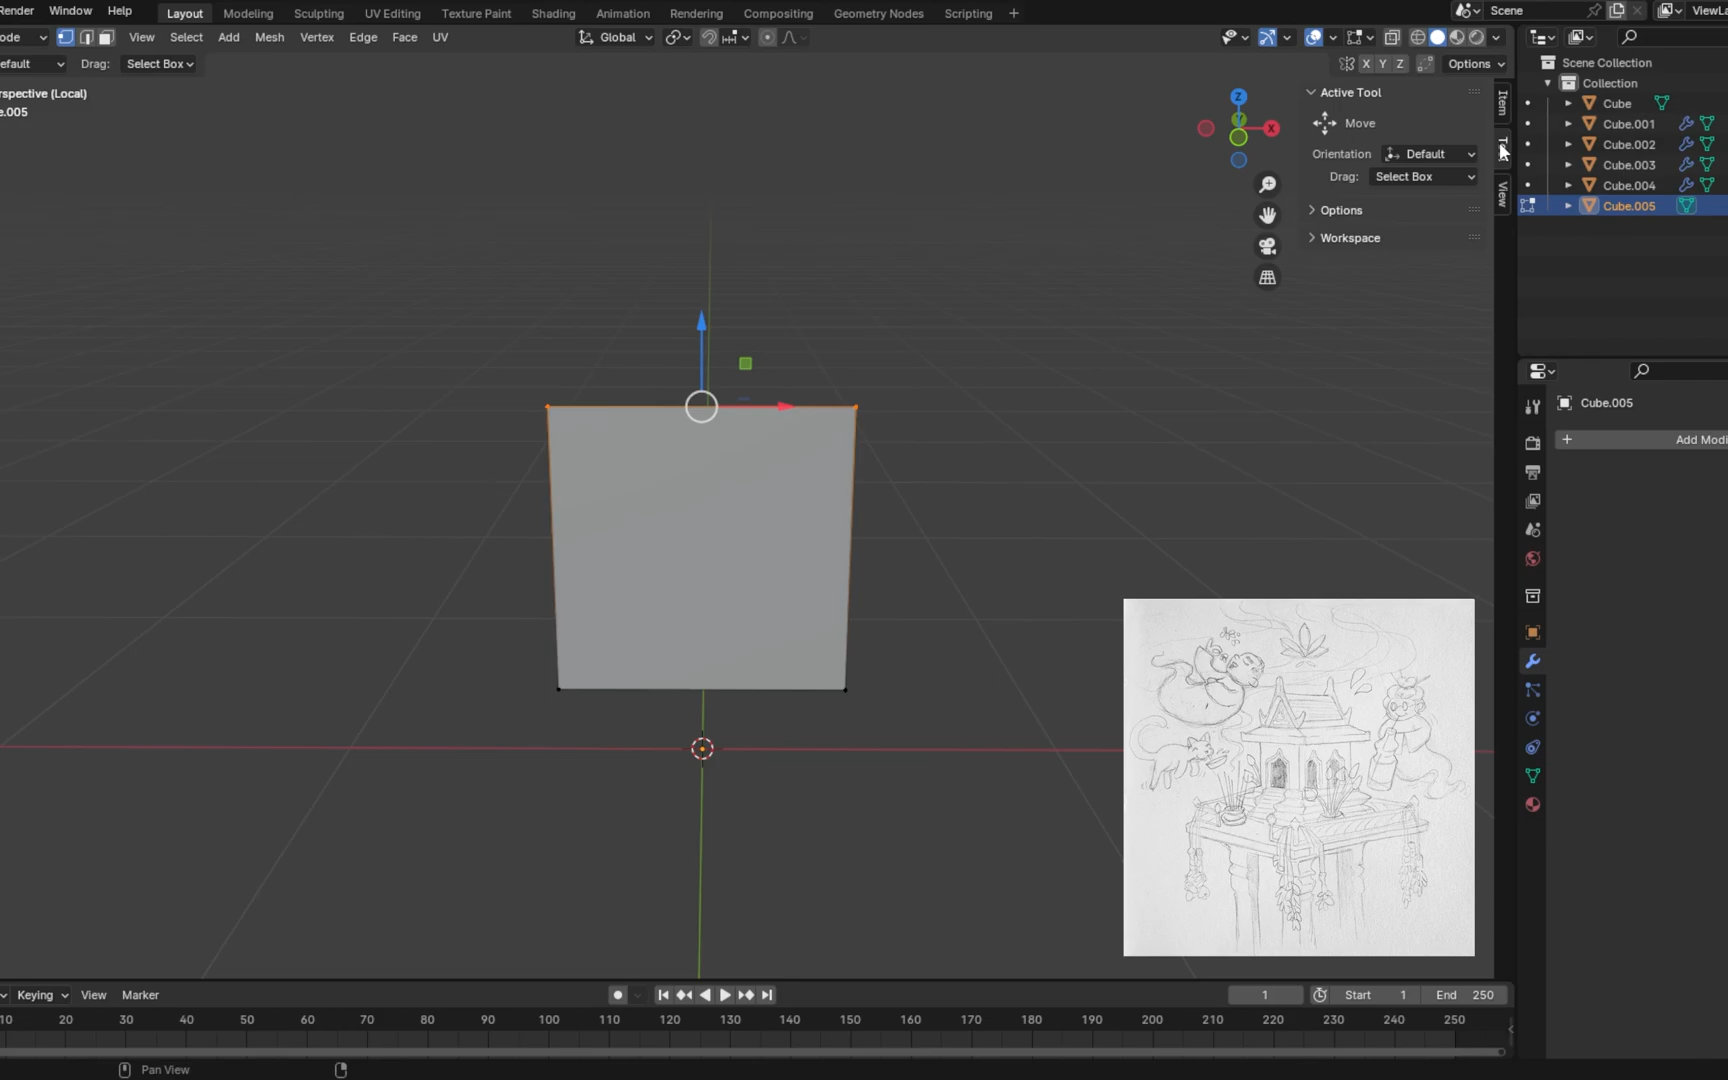 Render Window Help Layout Modeling Sculpting UV Editing Texture Paint Shading Animation Rendering Compositing Geometry Nodes Scripting + Scene ViewLa
ode View Select Add Mesh Vertex Edge Face UV Global
efault Drag: Select Box X Y Z Options
Scene Collection
Collection
Cube
Cube.001
Cube.002
Cube.003
Cube.004
Cube.005
rspective (Local)
e.005
Z
Y
X
Active Tool
Move
Orientation Default
Drag: Select Box
Options
Workspace
Item
View
Cube.005
+ Add Modi
Keying View Marker 1 Start 1 End 250
10 20 30 40 50 60 70 80 90 100 110 120 130 140 150 160 170 180 190 200 210 220 230 240 250
Pan View